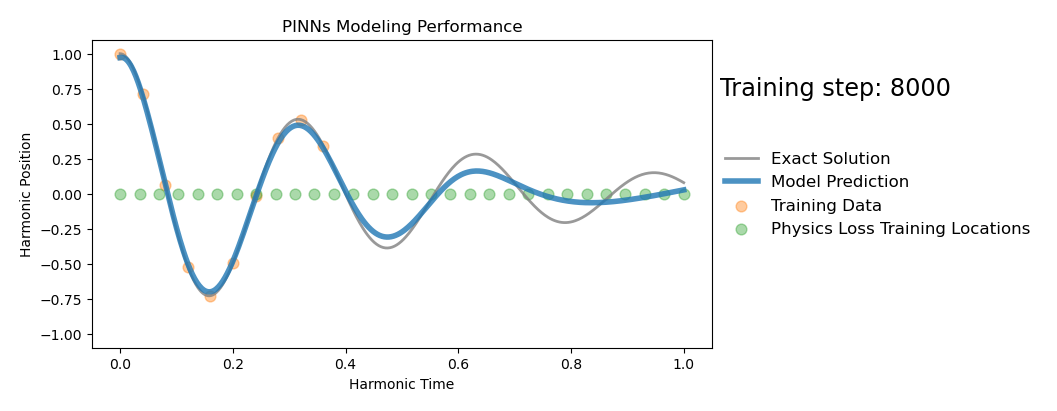 PINNs Modeling Performance
Training step: 8000
Harmonic Position
1.00
0.75
0.50
0.25
0.00
−0.25
−0.50
−0.75
−1.00
0.0 0.2 0.4 0.6 0.8 1.0
Harmonic Time
Exact Solution
Model Prediction
Training Data
Physics Loss Training Locations